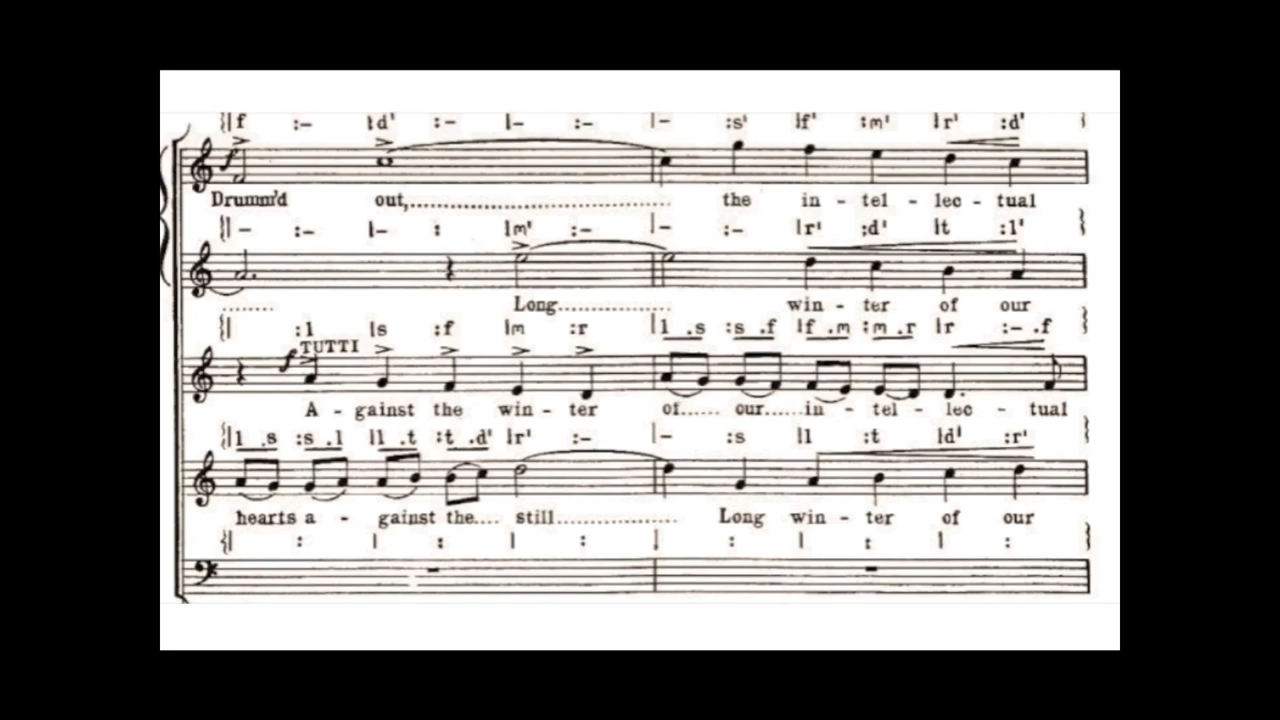 {|f :– |d' :– |– :– |– :s' |f' :m' |r' :d' }
f
Drumm'd out,.......... the in - tel - lec - tual
{|– :– |– : |m' :– |– :– |r' :d' |t :l' }
........ Long.......... win - ter of our
{| :l |s :f |m :r |l .s :s .f |f .m :m .r |r :– .f }
f TUTTI
A - gainst the win - ter of...... our......in - tel - lec - tual
{|l .s :s .l |l .t :t .d' |r' :– |– :s |l :t |d' :r' }
hearts a - gainst the.... still.......... Long win - ter of our
{| : | : | : | : | : | : }